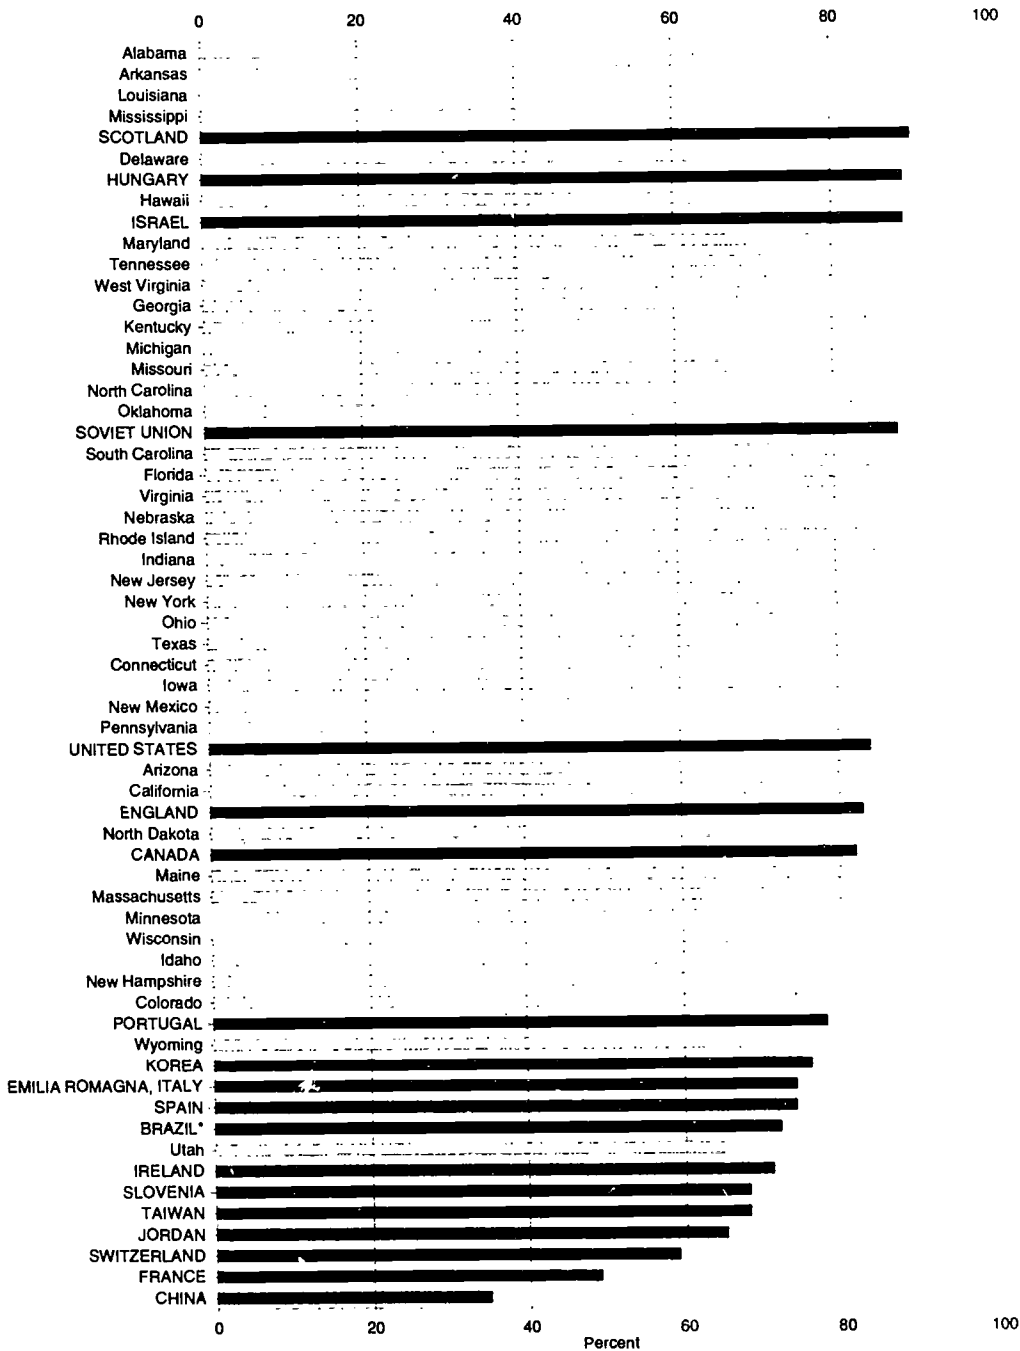 0 20 40 60 80 100
Alabama
Arkansas
Louisiana
Mississippi
SCOTLAND
Delaware
HUNGARY
Hawaii
ISRAEL
Maryland
Tennessee
West Virginia
Georgia
Kentucky
Michigan
Missouri
North Carolina
Oklahoma
SOVIET UNION
South Carolina
Florida
Virginia
Nebraska
Rhode Island
Indiana
New Jersey
New York
Ohio
Texas
Connecticut
Iowa
New Mexico
Pennsylvania
UNITED STATES
Arizona
California
ENGLAND
North Dakota
CANADA
Maine
Massachusetts
Minnesota
Wisconsin
Idaho
New Hampshire
Colorado
PORTUGAL
Wyoming
KOREA
EMILIA ROMAGNA, ITALY
SPAIN
BRAZIL*
Utah
IRELAND
SLOVENIA
TAIWAN
JORDAN
SWITZERLAND
FRANCE
CHINA
0 20 40 60 80 100
Percent